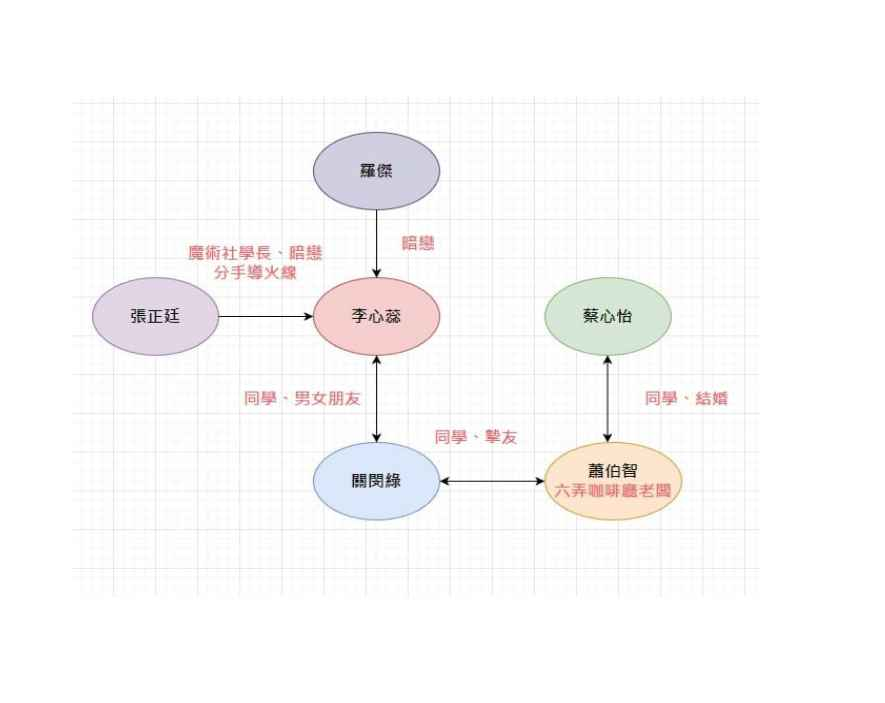 羅傑
暗戀
魔術社學長、暗戀
分手導火線
張正廷
李心蕊
蔡心怡
同學、男女朋友
同學、結婚
同學、摯友
關閔綠
蕭伯智
六弄咖啡廳老闆